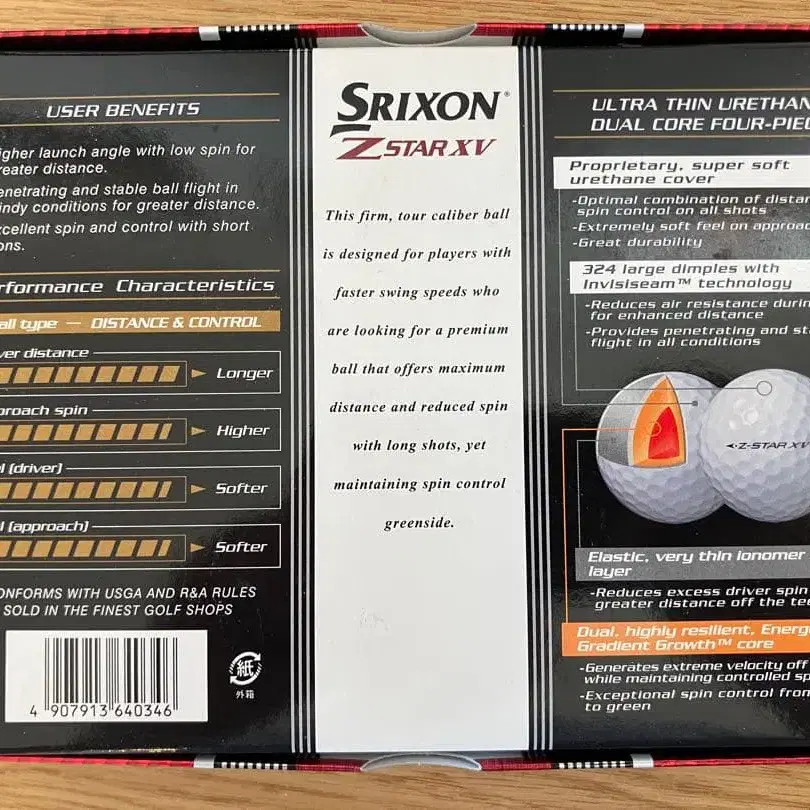 USER BENEFITS
igher launch angle with low spin for
reater distance.
enetrating and stable ball flight in
indy conditions for greater distance.
xcellent spin and control with short
ons.
rformance Characteristics
all type — DISTANCE & CONTROL
ver distance
Longer
proach spin
Higher
l (driver)
Softer
l (approach)
Softer
ONFORMS WITH USGA AND R&A RULES
SOLD IN THE FINEST GOLF SHOPS
4 907913 640346
紙
外箱
SRIXON®
Z STAR XV
This firm, tour caliber ball
is designed for players with
faster swing speeds who
are looking for a premium
ball that offers maximum
distance and reduced spin
with long shots, yet
maintaining spin control
greenside.
ULTRA THIN URETHAN
DUAL CORE FOUR-PIE
Proprietary, super soft
urethane cover
-Optimal combination of distan
spin control on all shots
-Extremely soft feel on approac
-Great durability
324 large dimples with
Invisiseam™ technology
-Reduces air resistance durin
for enhanced distance
-Provides penetrating and sta
flight in all conditions
Z-STAR XV
Elastic, very thin ionomer
layer
-Reduces excess driver spin
greater distance off the tee
Dual, highly resilient, Energ
Gradient Growth™ core
-Generates extreme velocity off
while maintaining controlled sp
-Exceptional spin control from
to green